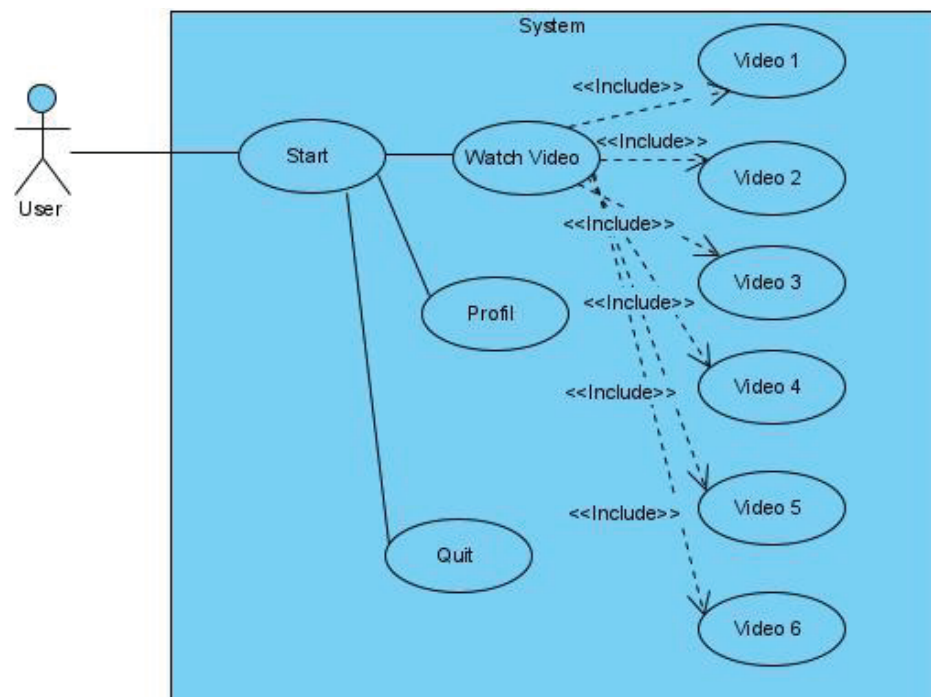 System
Video 1
<<Include>>
<<Include>>
Start
Watch Video
Video 2
User
<<Include>>
Video 3
<<Include>>
Profil
Video 4
<<Include>>
Video 5
<<Include>>
Quit
Video 6